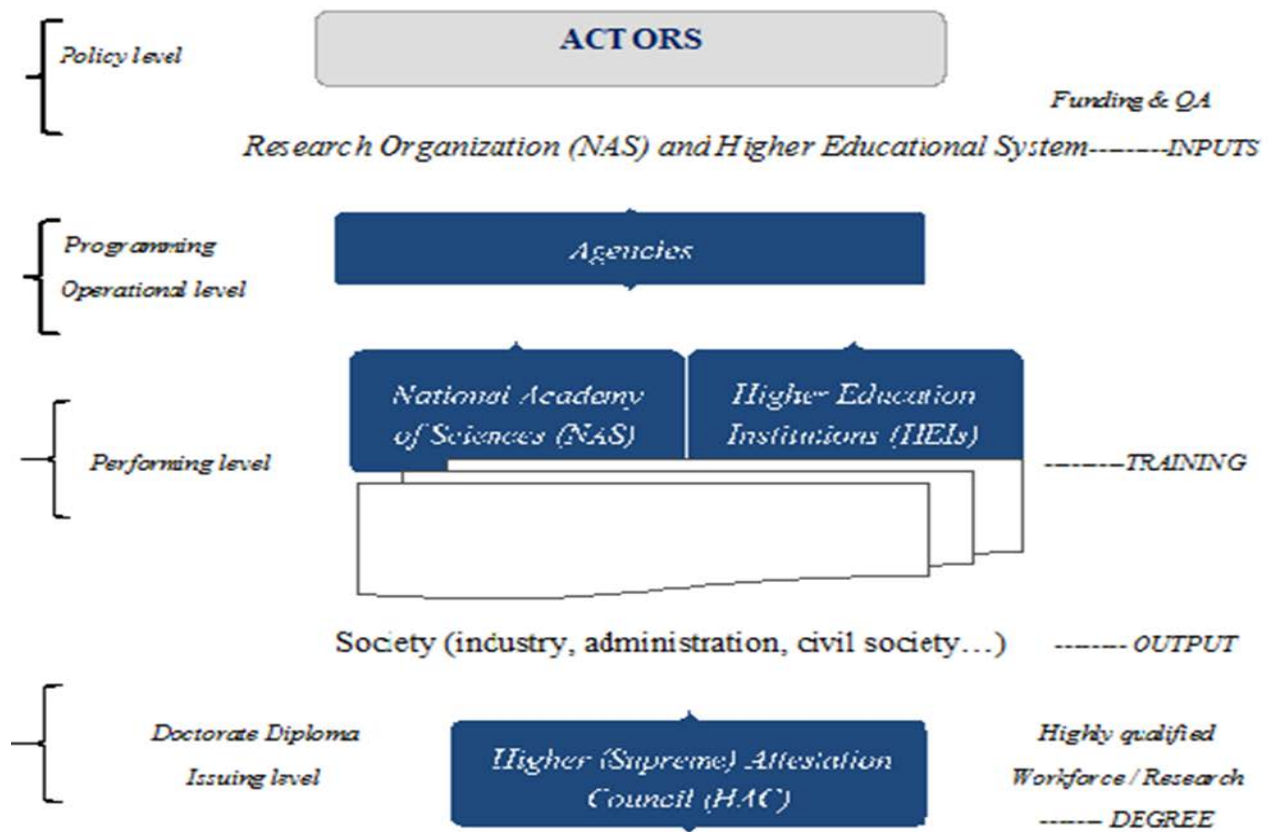 ACTORS
Policy level
Funding & QA
Research Organization (NAS) and Higher Educational System---------INPUTS
Programming
Operational level
Agencies
National Academy
of Sciences (NAS)
Higher Education
Institutions (HEIs)
Performing level
---------TRAINING
Society (industry, administration, civil society…)
-------- OUTPUT
Doctorate Diploma
Issuing level
Higher (Supreme) Attestation
Council (HAC)
Highly qualified
Workforce / Research
------- DEGREE